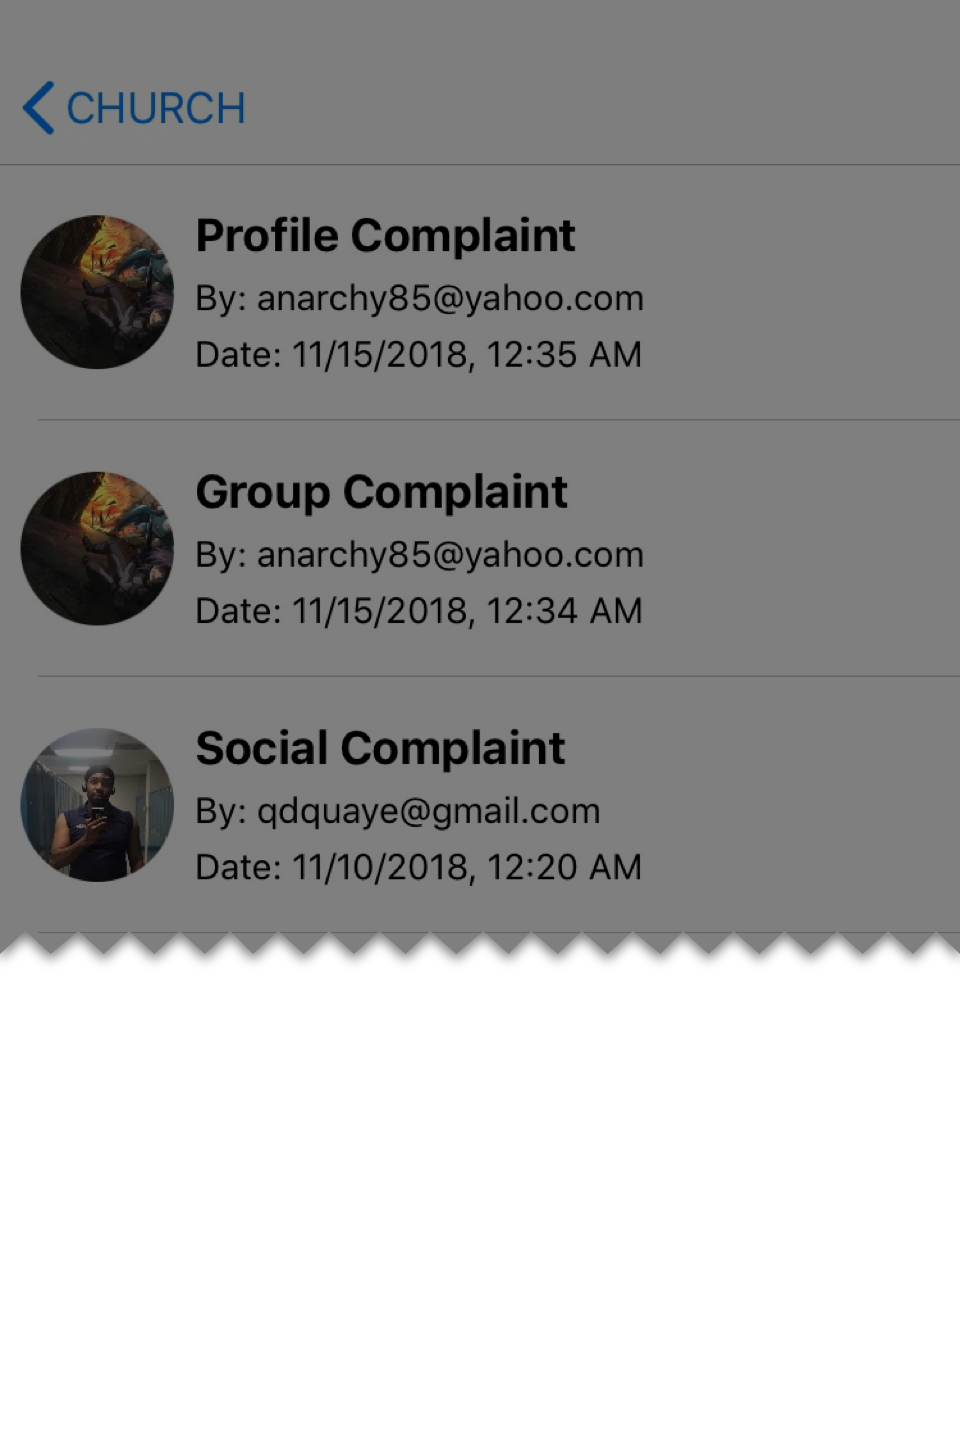 CHURCH
Profile Complaint
By: anarchy85@yahoo.com
Date: 11/15/2018, 12:35 AM
Group Complaint
By: anarchy85@yahoo.com
Date: 11/15/2018, 12:34 AM
Social Complaint
By: qdquaye@gmail.com
Date: 11/10/2018, 12:20 AM